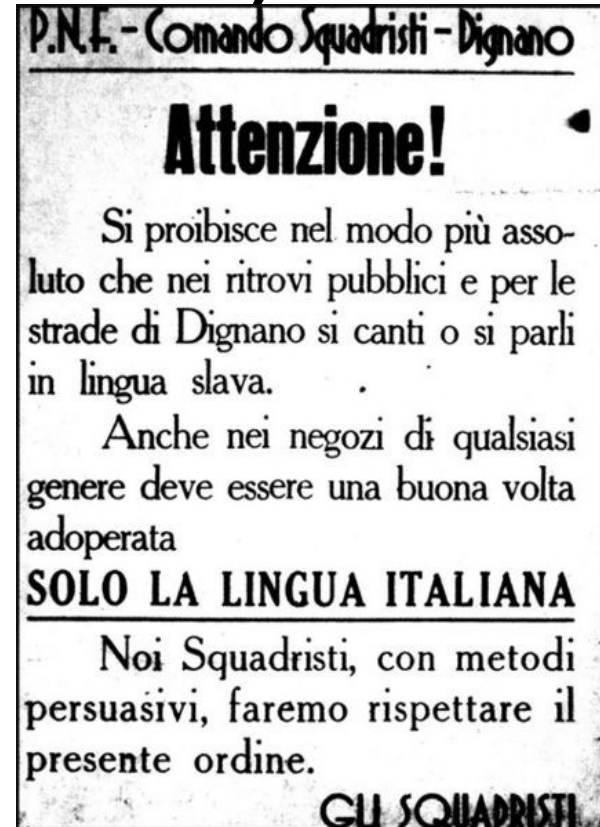 P.N.F. - Comando Squadristi - Dignano
Attenzione!
Si proibisce nel modo più asso-
luto che nei ritrovi pubblici e per le
strade di Dignano si canti o si parli
in lingua slava.
Anche nei negozi di qualsiasi
genere deve essere una buona volta
adoperata
SOLO LA LINGUA ITALIANA
Noi Squadristi, con metodi
persuasivi, faremo rispettare il
presente ordine.
GLI SQUADRISTI